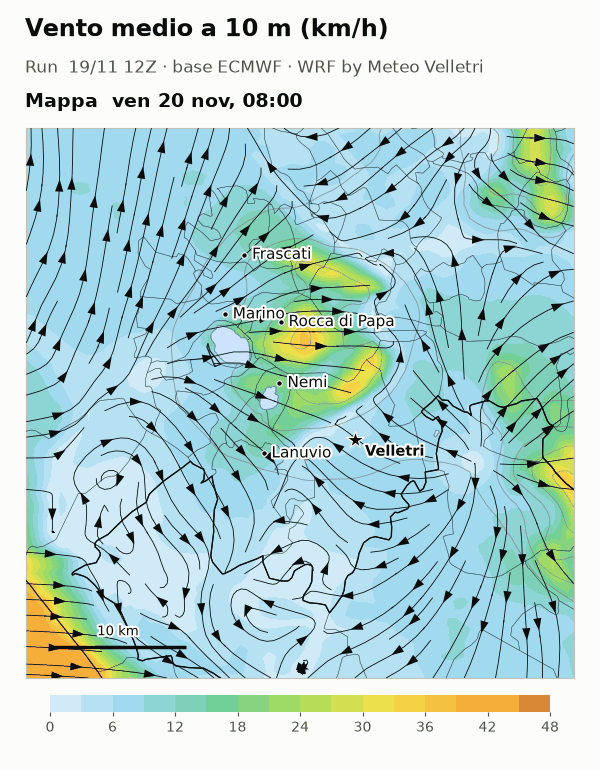 Vento medio a 10 m (km/h)
Run  19/11 12Z · base ECMWF · WRF by Meteo Velletri
Mappa  ven 20 nov, 08:00
Frascati
Marino
Rocca di Papa
Nemi
Lanuvio
Velletri
10 km
0 6 12 18 24 30 36 42 48